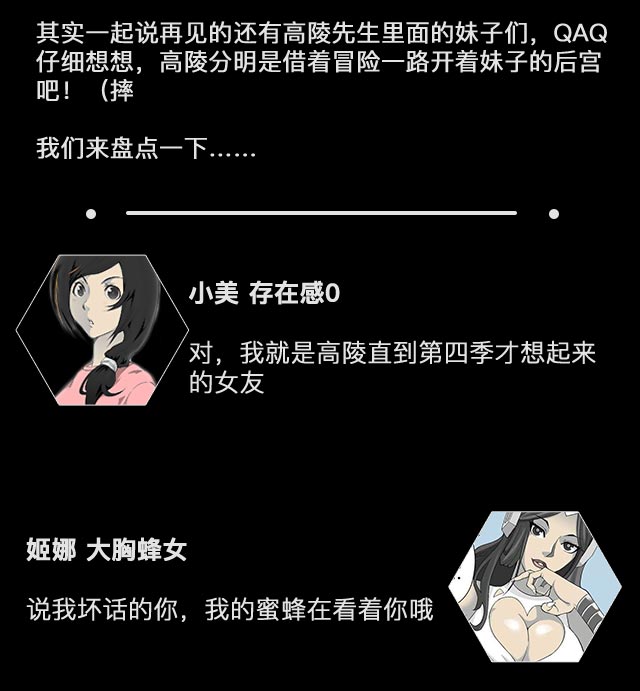 其实一起说再见的还有高陵先生里面的妹子们，QAQ
仔细想想，高陵分明是借着冒险一路开着妹子的后宫
吧！（摔
我们来盘点一下……
小美 存在感0
对，我就是高陵直到第四季才想起来
的女友
姬娜 大胸蜂女
说我坏话的你，我的蜜蜂在看着你哦